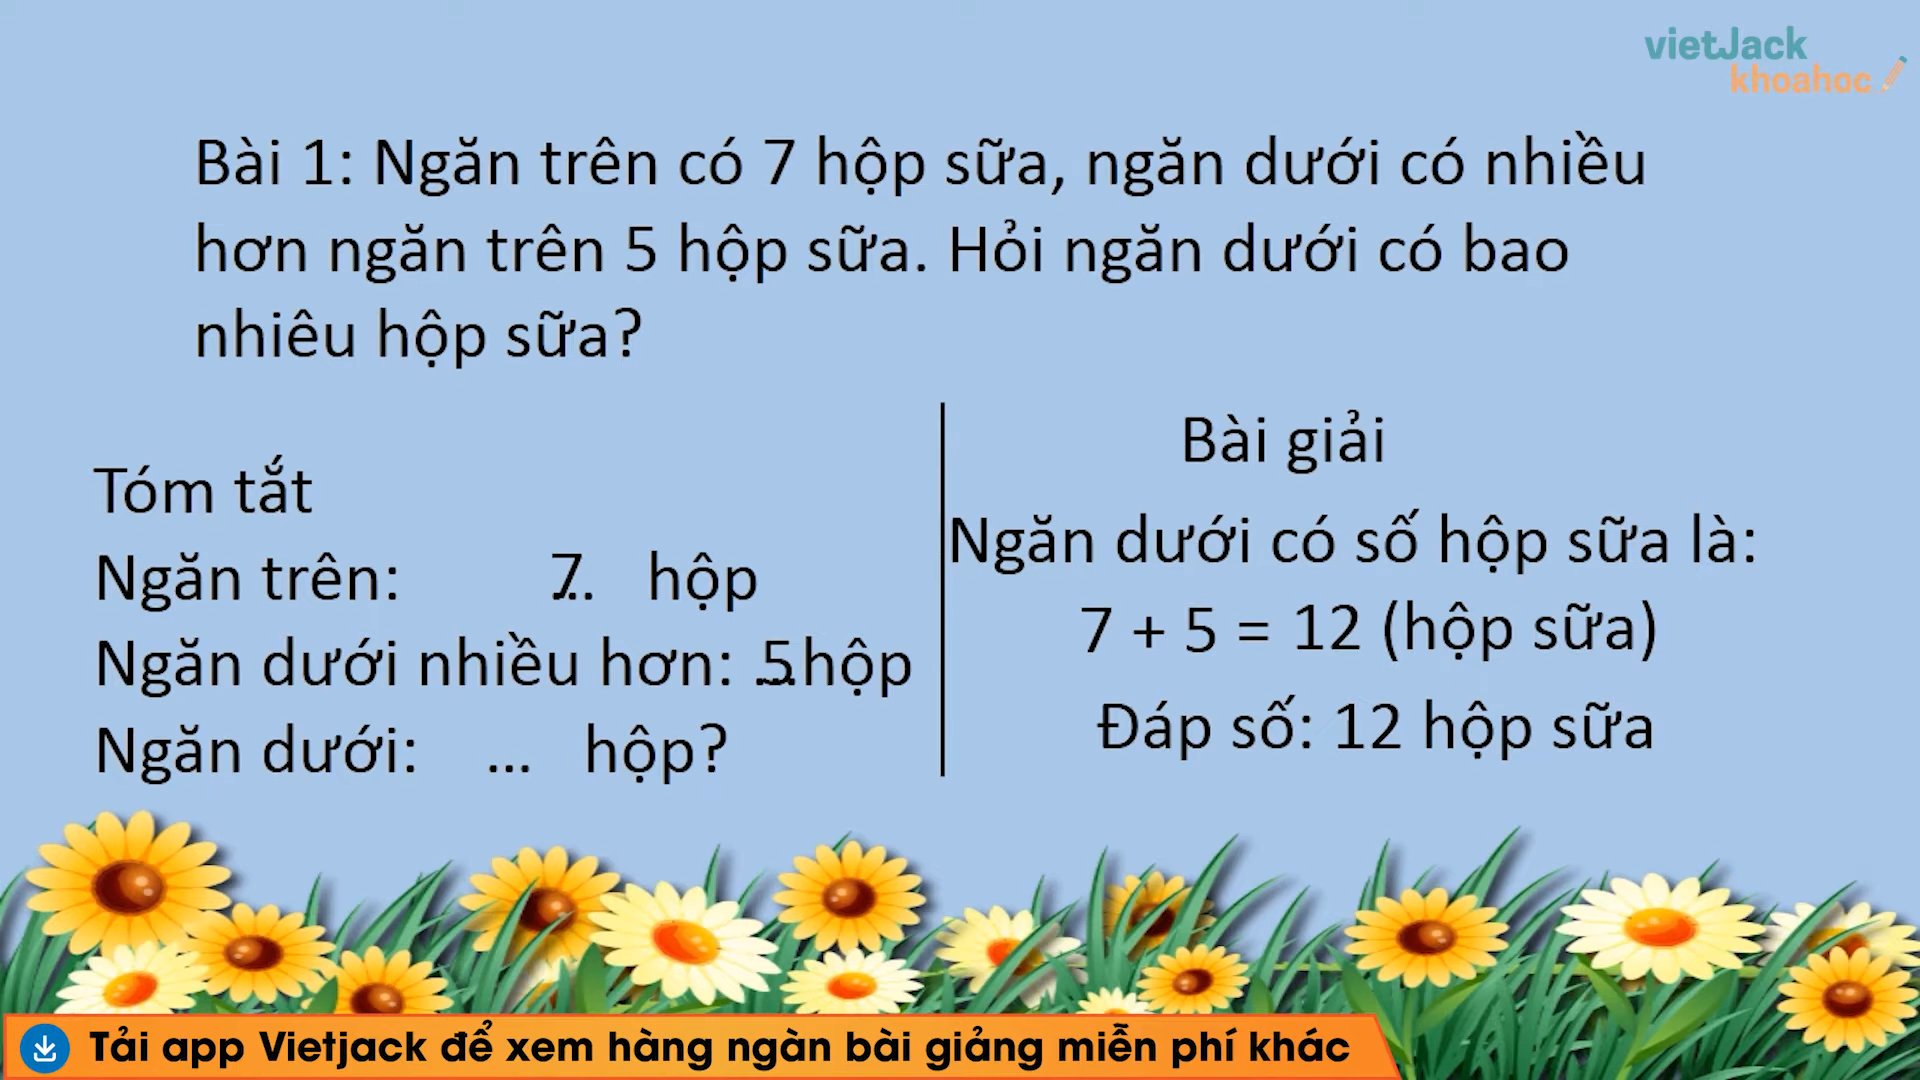 vietJack
khoahoc
Bài 1: Ngăn trên có 7 hộp sữa, ngăn dưới có nhiều
hơn ngăn trên 5 hộp sữa. Hỏi ngăn dưới có bao
nhiêu hộp sữa?
Tóm tắt
Ngăn trên: 7... hộp
Ngăn dưới nhiều hơn: ...5 hộp
Ngăn dưới: ... hộp?
Bài giải
Ngăn dưới có số hộp sữa là:
7 + 5 = 12 (hộp sữa)
Đáp số: 12 hộp sữa
Tải app Vietjack để xem hàng ngàn bài giảng miễn phí khác